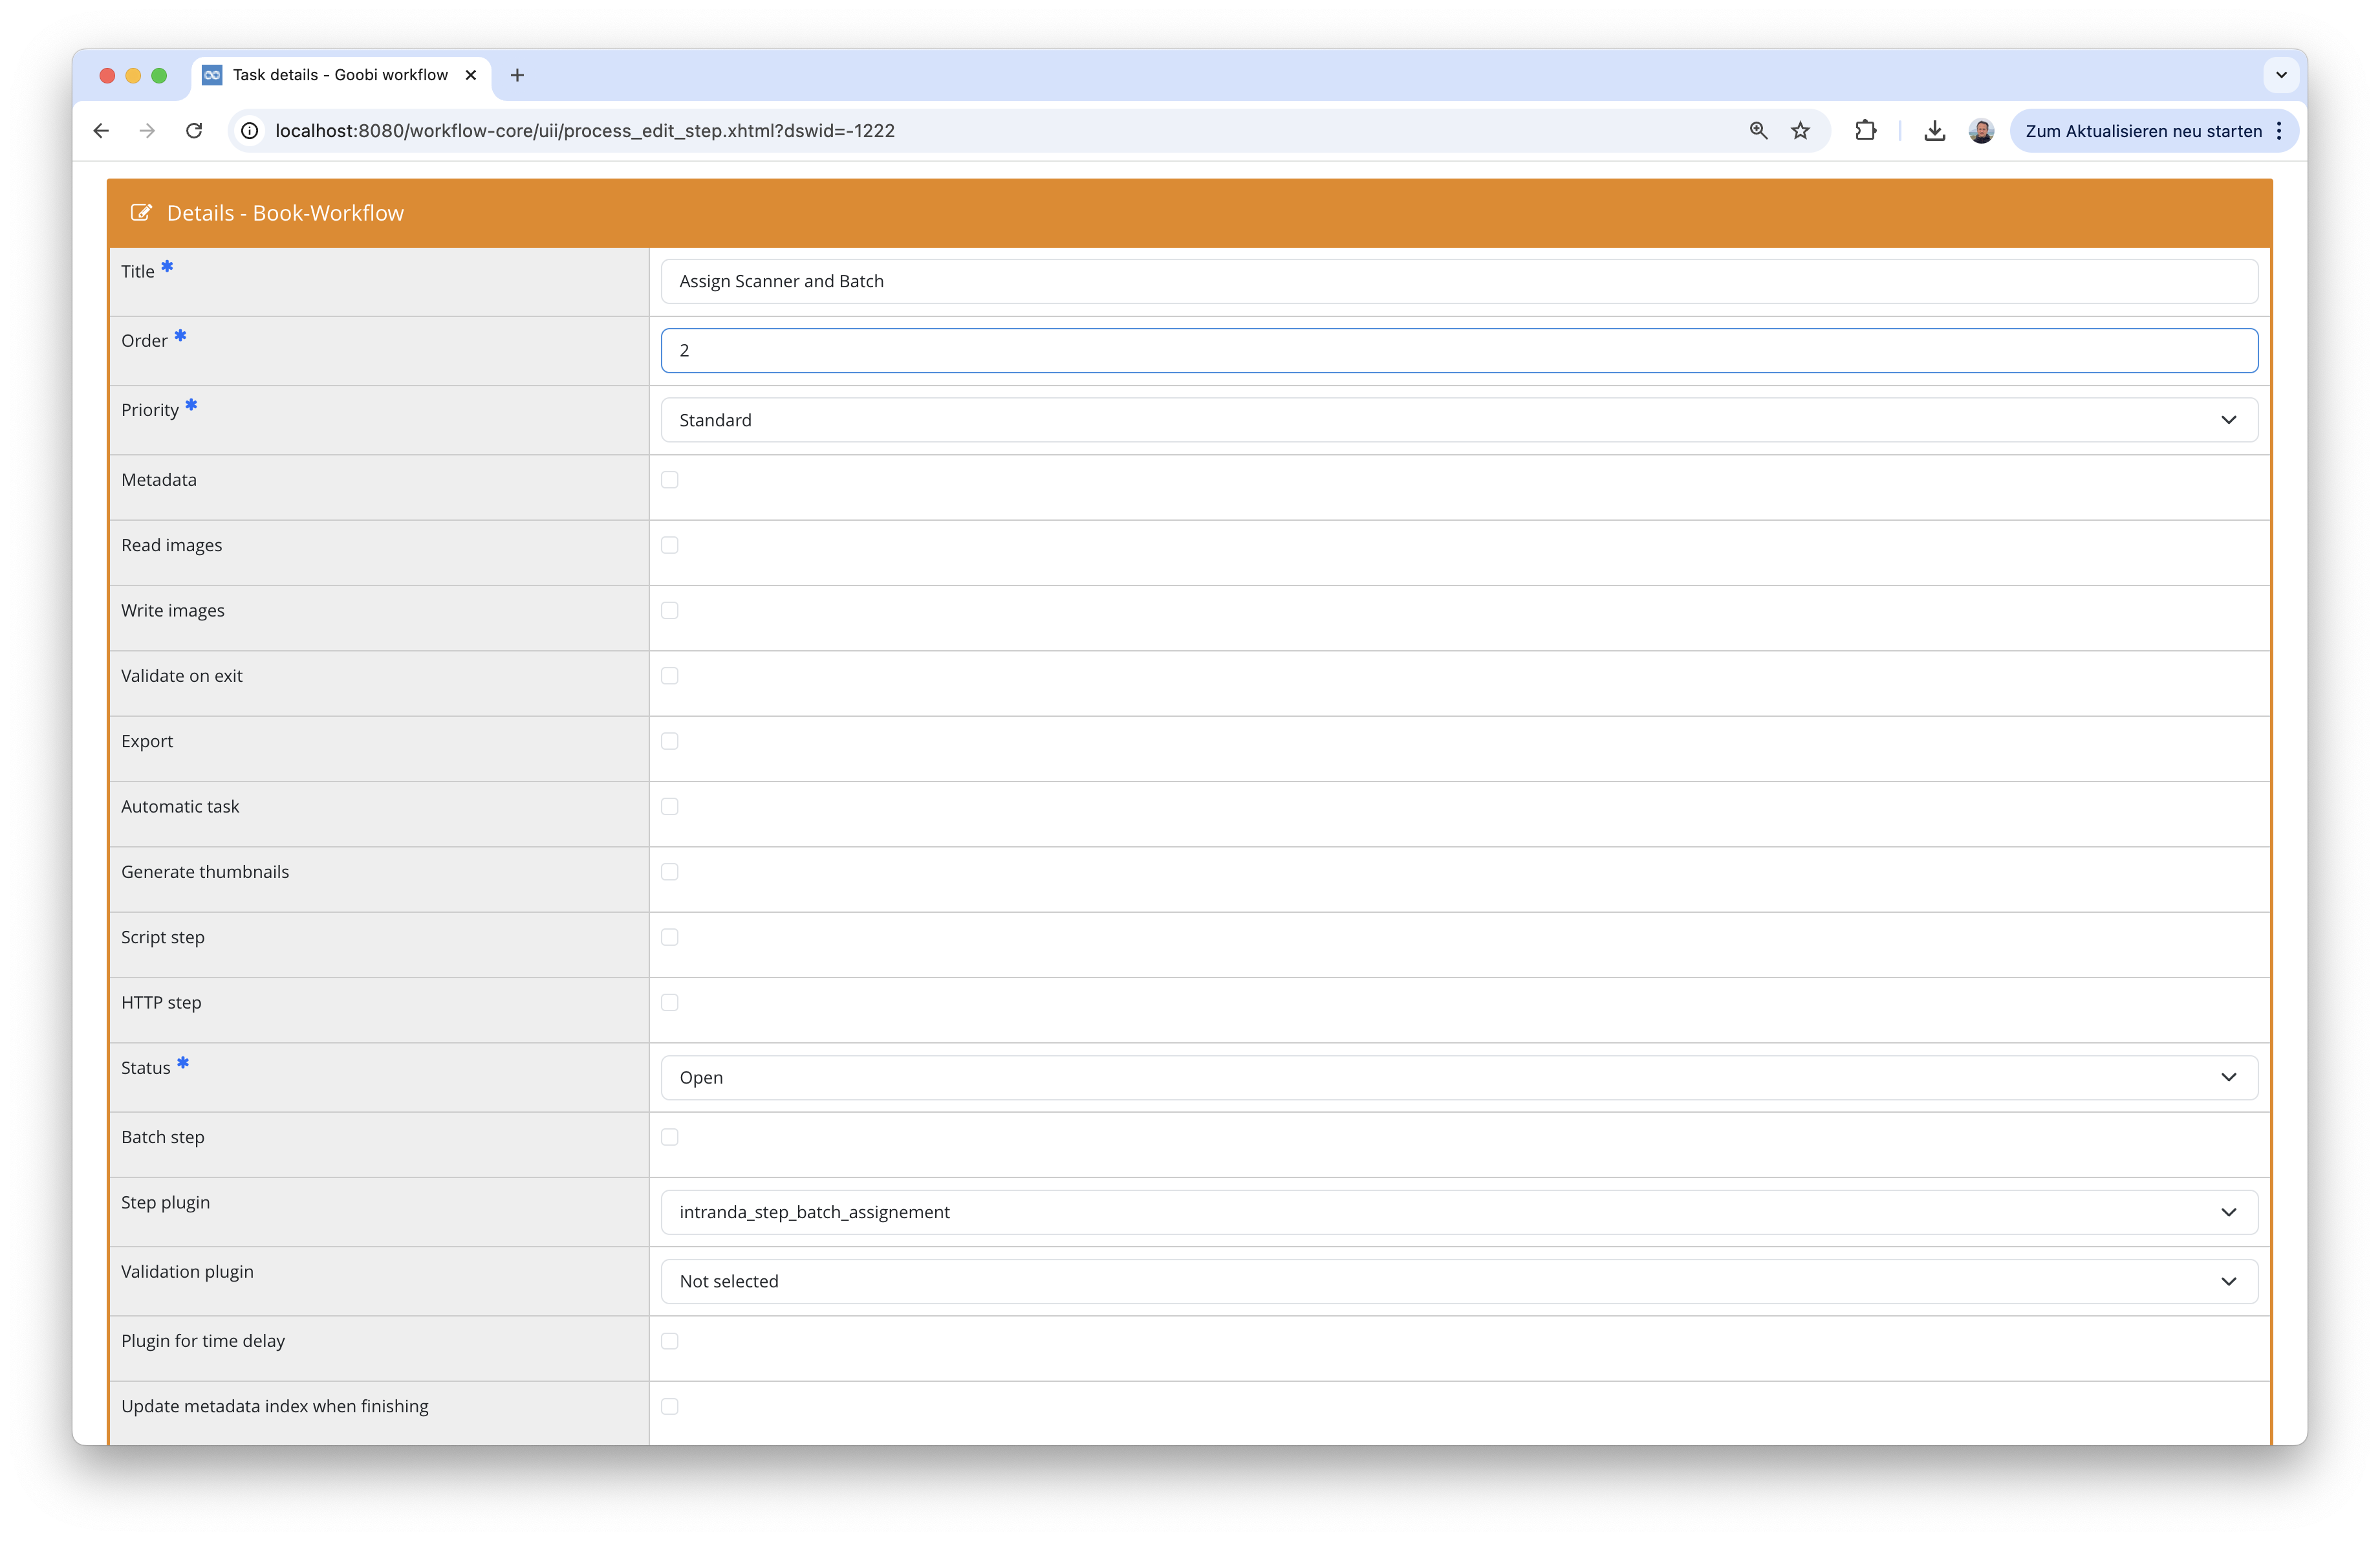 Task details - Goobi workflow
localhost:8080/workflow-core/uii/process_edit_step.xhtml?dswid=-1222
Zum Aktualisieren neu starten
Details - Book-Workflow
Title *
Assign Scanner and Batch
Order *
2
Priority *
Standard
Metadata
Read images
Write images
Validate on exit
Export
Automatic task
Generate thumbnails
Script step
HTTP step
Status *
Open
Batch step
Step plugin
intranda_step_batch_assignement
Validation plugin
Not selected
Plugin for time delay
Update metadata index when finishing